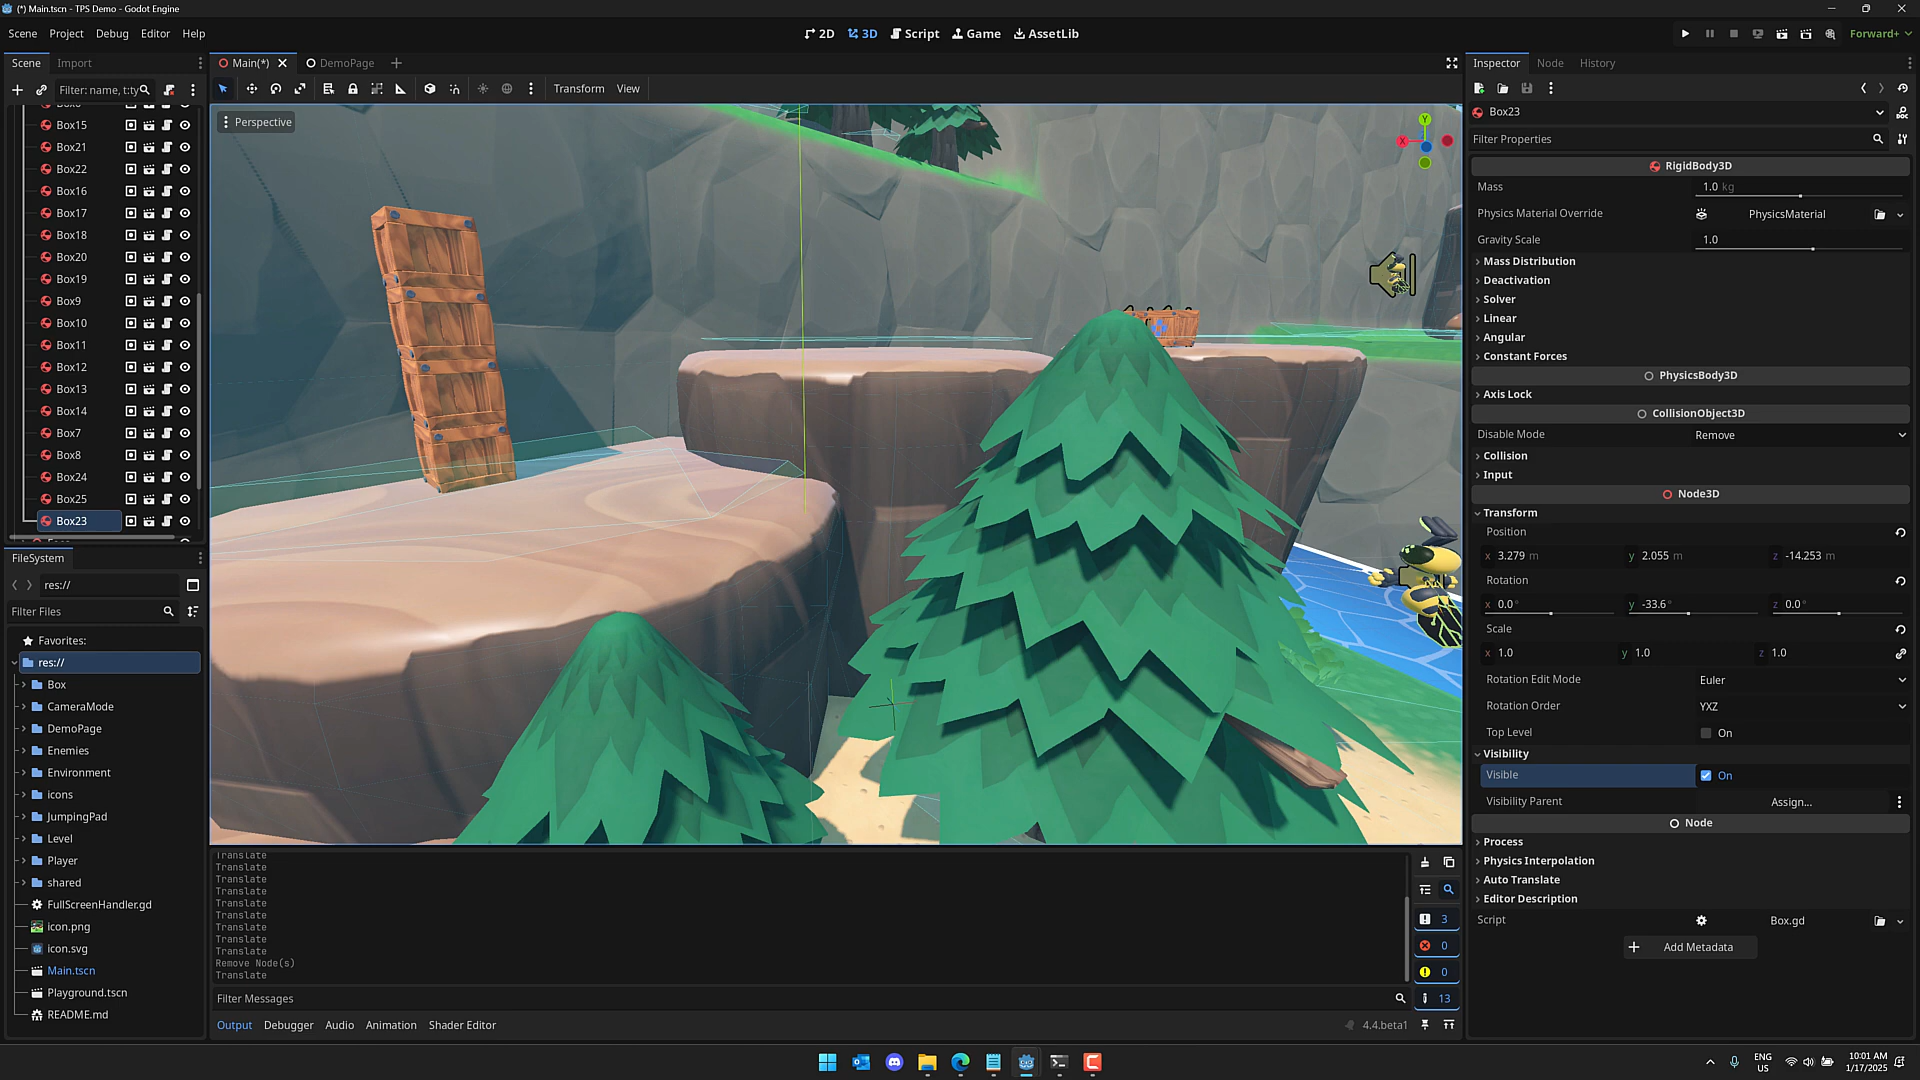 (*) Main.tscn - TPS Demo - Godot Engine
Scene Project Debug Editor Help
2D 3D Script Game AssetLib
Forward+
Scene Import
Main(*) DemoPage
Inspector Node History
Filter: name, t:ty
Transform View
Perspective
Y
X
Box15
Box21
Box22
Box16
Box17
Box18
Box20
Box19
Box9
Box10
Box11
Box12
Box13
Box14
Box7
Box8
Box24
Box25
Box23
FileSystem
res://
Filter Files
Favorites:
res://
Box
CameraMode
DemoPage
Enemies
Environment
icons
JumpingPad
Level
Player
shared
FullScreenHandler.gd
icon.png
icon.svg
Main.tscn
Playground.tscn
README.md
Translate
Translate
Translate
Translate
Translate
Translate
Translate
Translate
Translate
Remove Node(s)
Translate
3
0
0
13
Filter Messages
Output Debugger Audio Animation Shader Editor
4.4.beta1
Box23
Filter Properties
RigidBody3D
Mass 1.0 kg
Physics Material Override PhysicsMaterial
Gravity Scale 1.0
Mass Distribution
Deactivation
Solver
Linear
Angular
Constant Forces
PhysicsBody3D
Axis Lock
CollisionObject3D
Disable Mode Remove
Collision
Input
Node3D
Transform
Position
x 3.279 m y 2.055 m z -14.253 m
Rotation
x 0.0 ° y -33.6 ° z 0.0 °
Scale
x 1.0 y 1.0 z 1.0
Rotation Edit Mode Euler
Rotation Order YXZ
Top Level On
Visibility
Visible On
Visibility Parent Assign...
Node
Process
Physics Interpolation
Auto Translate
Editor Description
Script Box.gd
Add Metadata
ENG
US
10:01 AM
1/17/2025